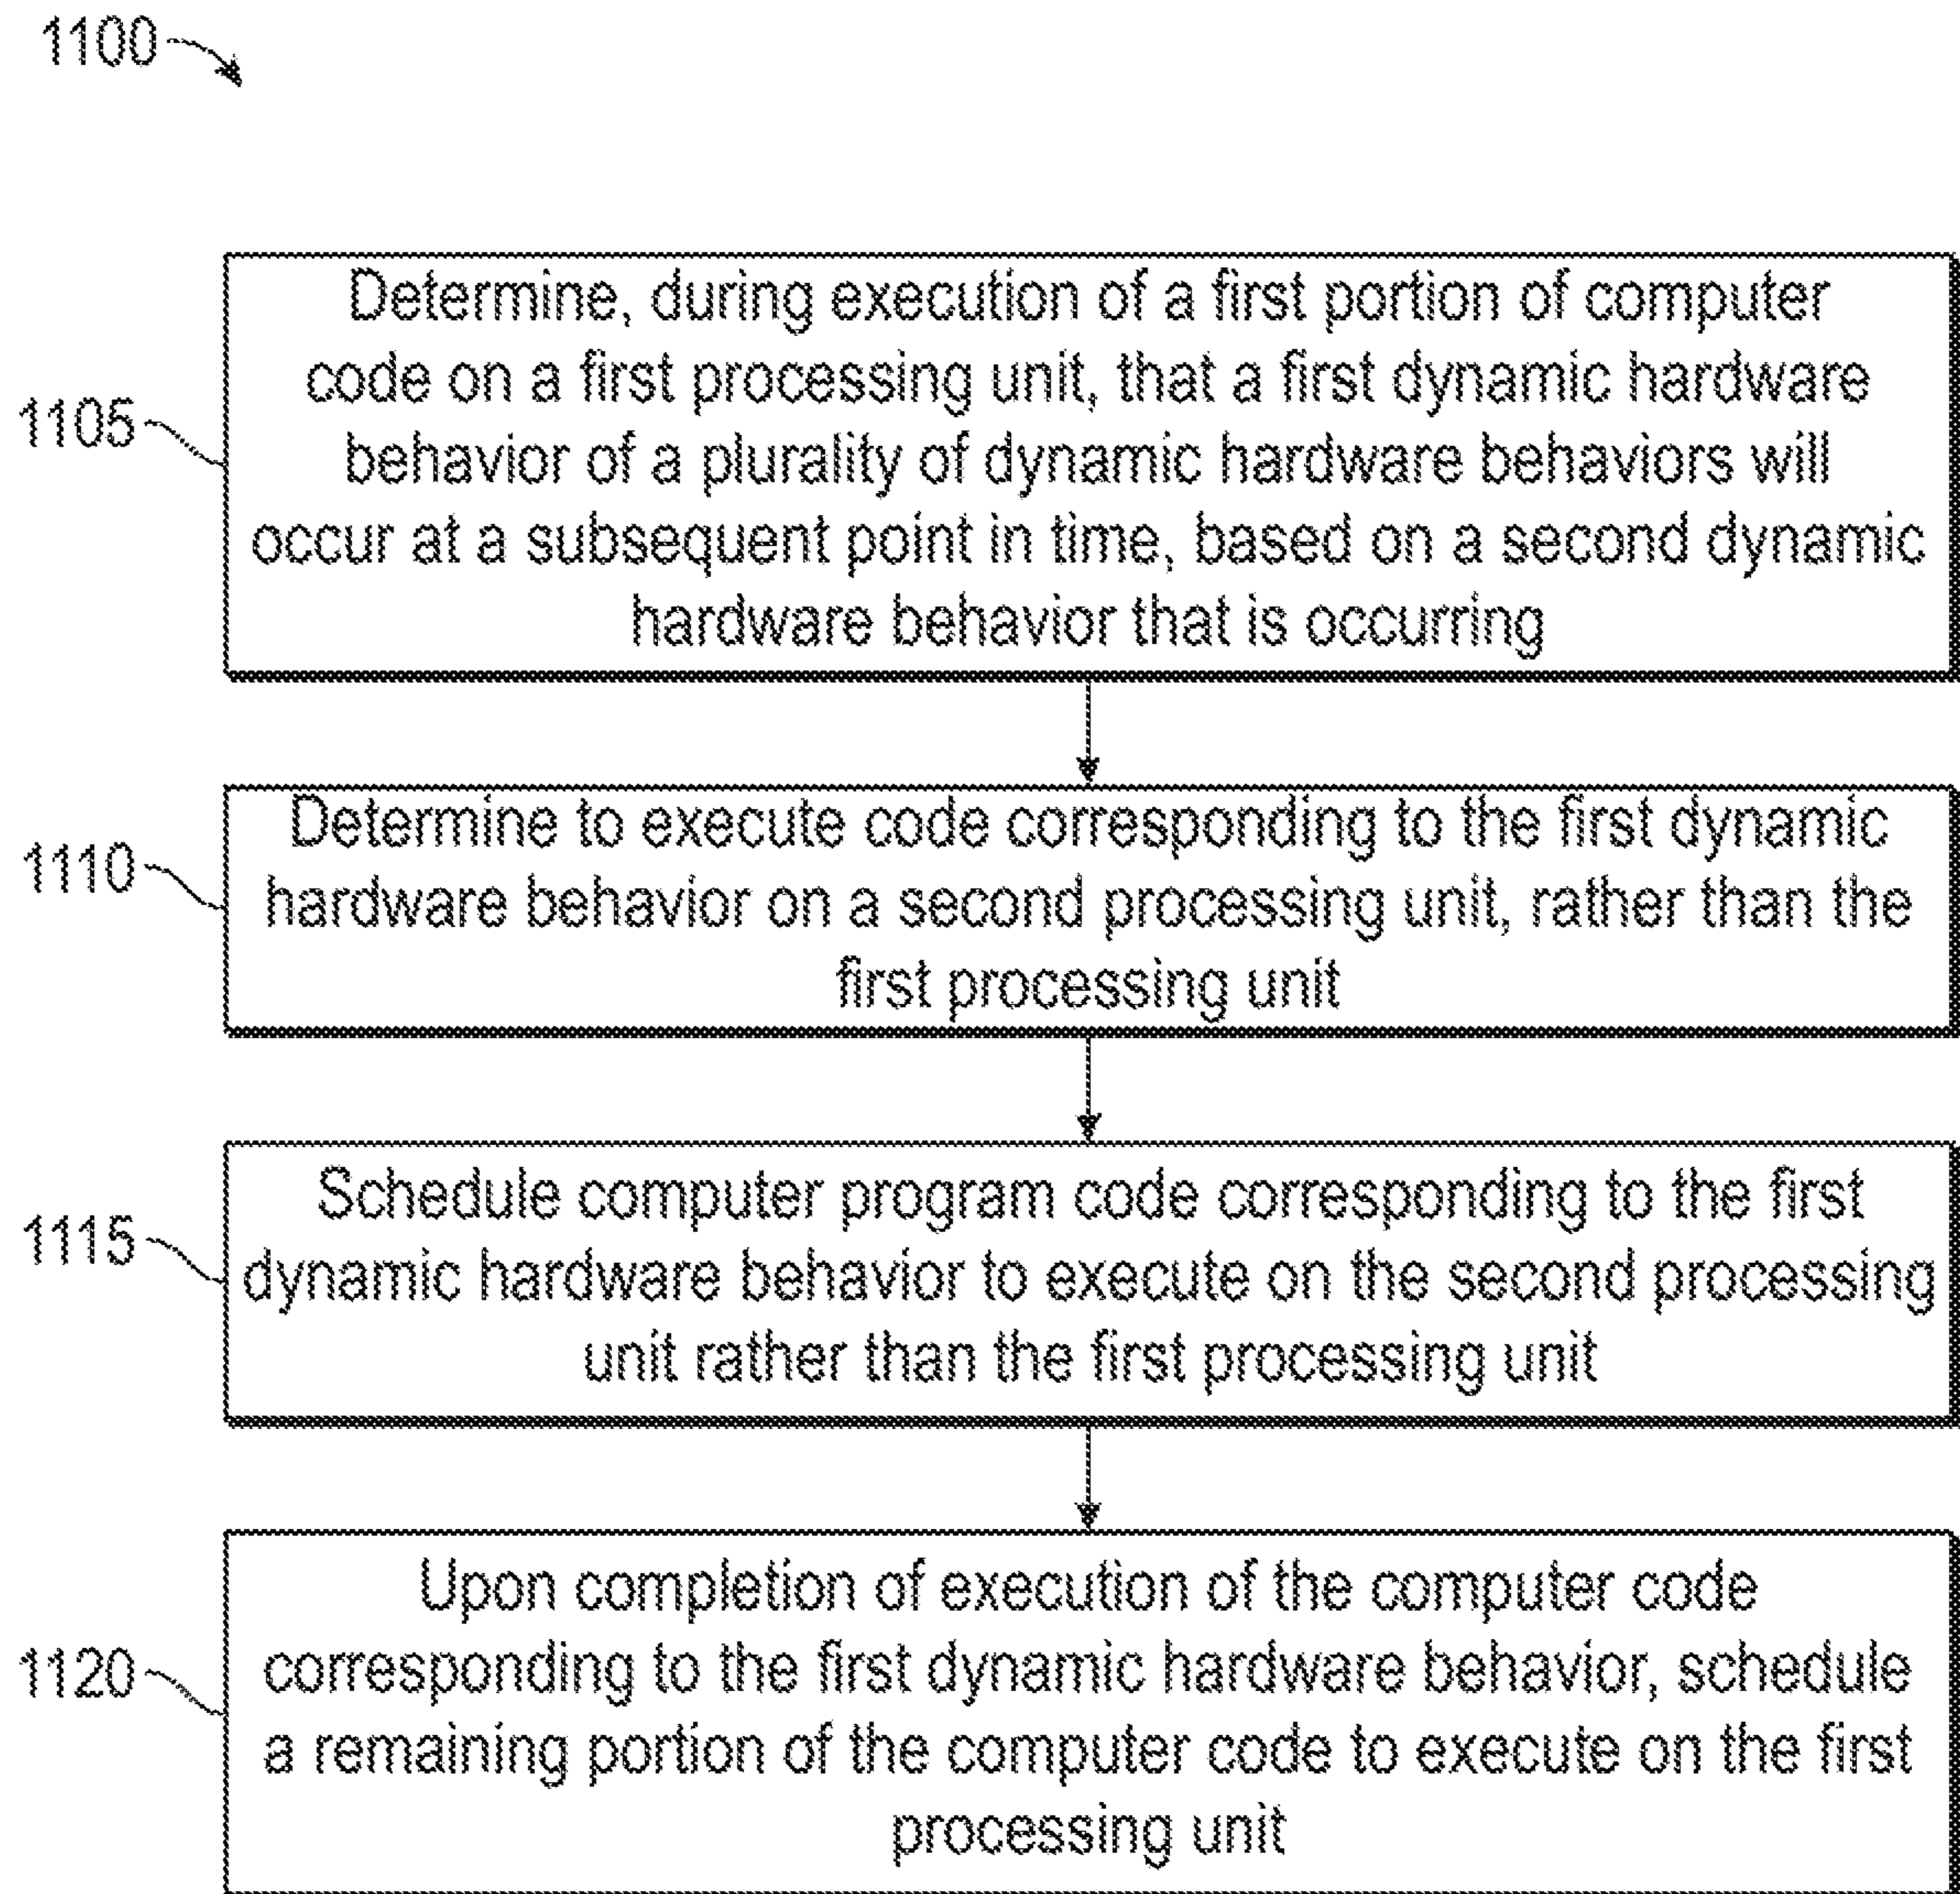 1100
Determine, during execution of a first portion of computer
code on a first processing unit, that a first dynamic hardware
1105
behavior of a plurality of dynamic hardware behaviors will
occur at a subsequent point in time, based on a second dynamic
hardware behavior that is occurring
Determine to execute code corresponding to the first dynamic
1110
hardware behavior on a second processing unit, rather than the
first processing unit
Schedule computer program code corresponding to the first
1115
dynamic hardware behavior to execute on the second processing
unit rather than the first processing unit
Upon completion of execution of the computer code
corresponding to the first dynamic hardware behavior, schedule
1120
a remaining portion of the computer code to execute on the first
processing unit